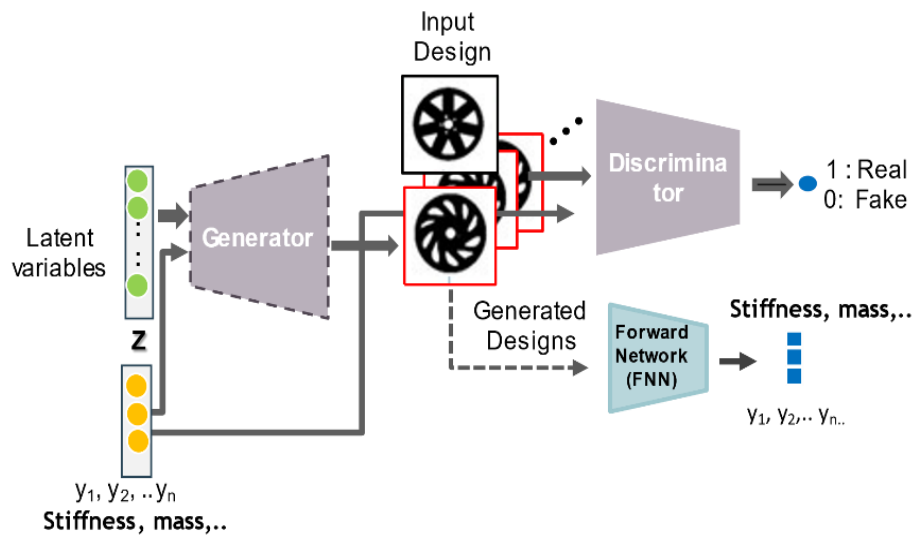 Input
Design
Latent
variables
Z
Generator
Discrimina
tor
1 : Real
0: Fake
Generated
Designs
Forward
Network
(FNN)
Stiffness, mass,..
y1, y2,.. yn..
y1, y2, ..yn
Stiffness, mass,..